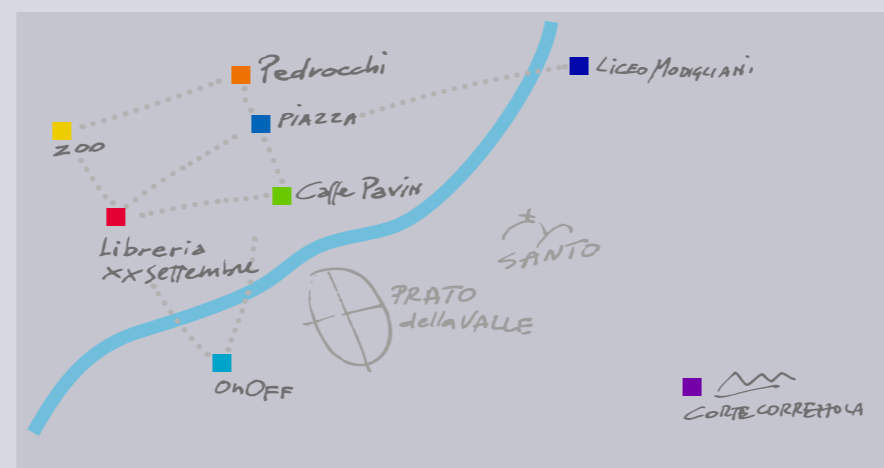 Pedrocchi
LICEO MODIGLIANI
PIAZZA
ZOO
Caffe Pavin
Libreria
XX Settembre
SANTO
PRATO
della VALLE
OnOFF
CORTE CORREZZOLA